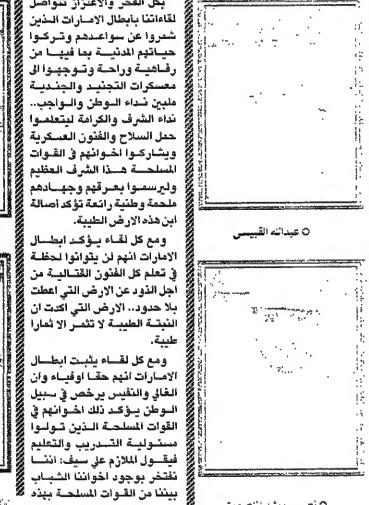 بكل الفخر والاعتزاز تتواصل
لقاءاتنا بأبطال الامارات الذين
شمروا عن سواعدهم وتركوا
حياتهم المدنية بما فيها من
رفاهية وراحة وتوجهوا الى
معسكرات التجنيد والجندية
ملبين نداء الوطن والواجب..
نداء الشرف والكرامة ليتعلموا
حمل السلاح والفنون العسكرية
ويشاركوا اخوانهم في القوات
المسلحة هذا الشرف العظيم
وليرسموا بعرقهم وجهادهم
ملحمة وطنية رائعة تؤكد أصالة
ابن هذه الارض الطيبة.
ومع كل لقاء يؤكد ابطال
الامارات انهم لن يتوانوا لحظة
في تعلم كل الفنون القتالية من
اجل الذود عن الارض التي اعطت
بلا حدود.. الارض التي اكدت ان
النبتة الطيبة لا تثمر الا ثمارا
طيبة.
ومع كل لقاء يثبت ابطال
الامارات انهم حقا اوفياء وان
الغالي والنفيس يرخص في سبيل
الوطن يؤكد ذلك اخوانهم في
القوات المسلحة الذين تولوا
مسئولية التدريب والتعليم
فيقول الملازم علي سيف: اننا
نفتخر بوجود اخواننا الشباب
بيننا من القوات المسلحة بهذه
عبدالله القبيسي